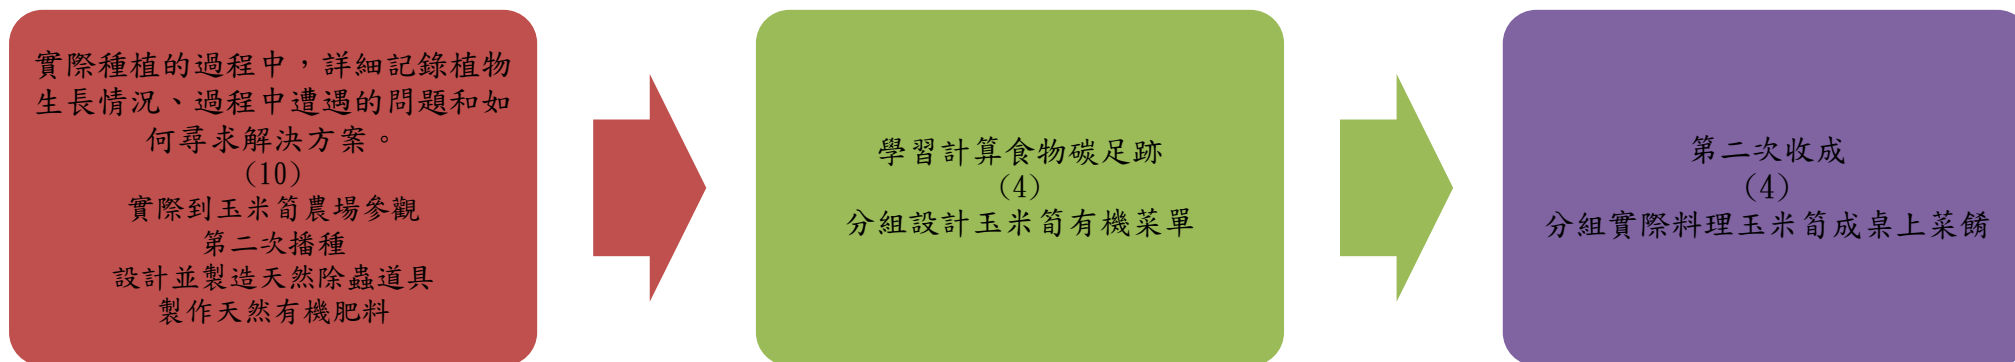 實際種植的過程中，詳細記錄植物
生長情況、過程中遭遇的問題和如
何尋求解決方案。
(10)
實際到玉米筍農場參觀
第二次播種
設計並製造天然除蟲道具
製作天然有機肥料
學習計算食物碳足跡
(4)
分組設計玉米筍有機菜單
第二次收成
(4)
分組實際料理玉米筍成桌上菜餚